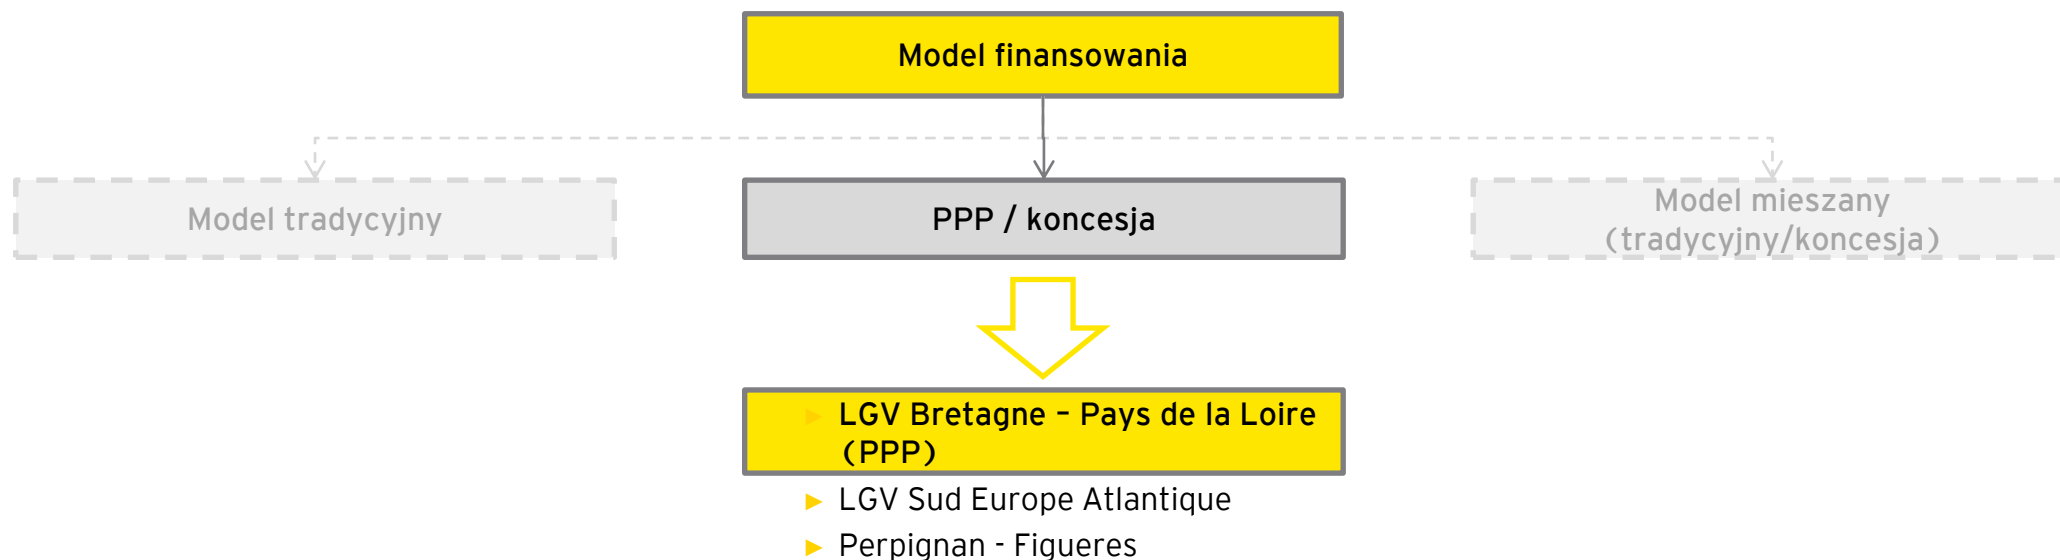 Model finansowania
Model tradycyjny
PPP / koncesja
Model mieszany
(tradycyjny/koncesja)
► LGV Bretagne – Pays de la Loire
(PPP)
► LGV Sud Europe Atlantique
► Perpignan - Figueres